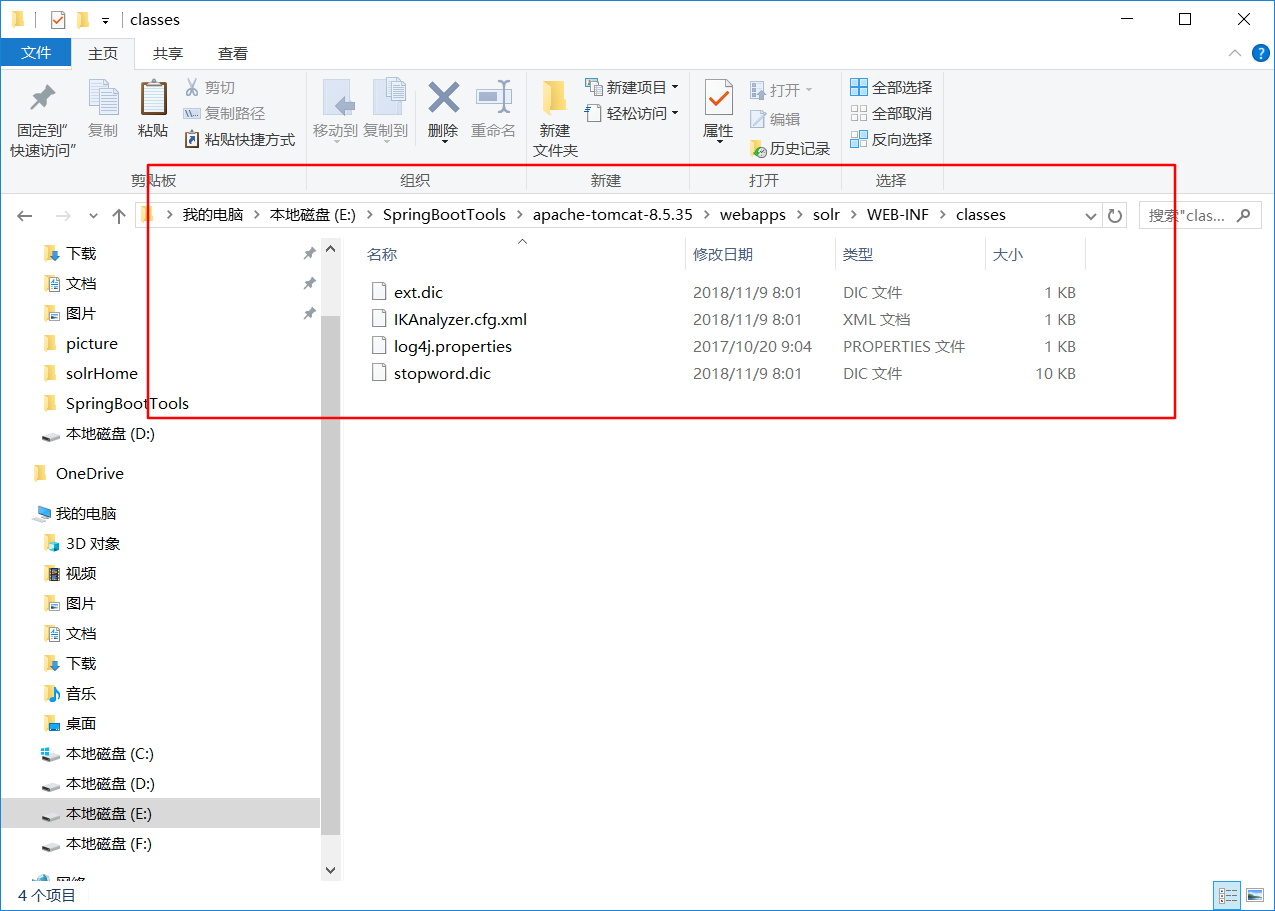 classes
文件 主页 共享 查看
固定到"快速访问" 复制 粘贴 剪切 复制路径 粘贴快捷方式 移动到 复制到 删除 重命名 新建文件夹 新建项目 轻松访问 属性 打开 编辑 历史记录 全部选择 全部取消 反向选择
剪贴板 组织 新建 打开 选择
我的电脑 本地磁盘 (E:) SpringBootTools apache-tomcat-8.5.35 webapps solr WEB-INF classes 搜索"clas...
名称 修改日期 类型 大小
ext.dic 2018/11/9 8:01 DIC 文件 1 KB
IKAnalyzer.cfg.xml 2018/11/9 8:01 XML 文档 1 KB
log4j.properties 2017/10/20 9:04 PROPERTIES 文件 1 KB
stopword.dic 2018/11/9 8:01 DIC 文件 10 KB
下载
文档
图片
picture
solrHome
SpringBootTools
本地磁盘 (D:)
OneDrive
我的电脑
3D 对象
视频
图片
文档
下载
音乐
桌面
本地磁盘 (C:)
本地磁盘 (D:)
本地磁盘 (E:)
本地磁盘 (F:)
网络
4 个项目